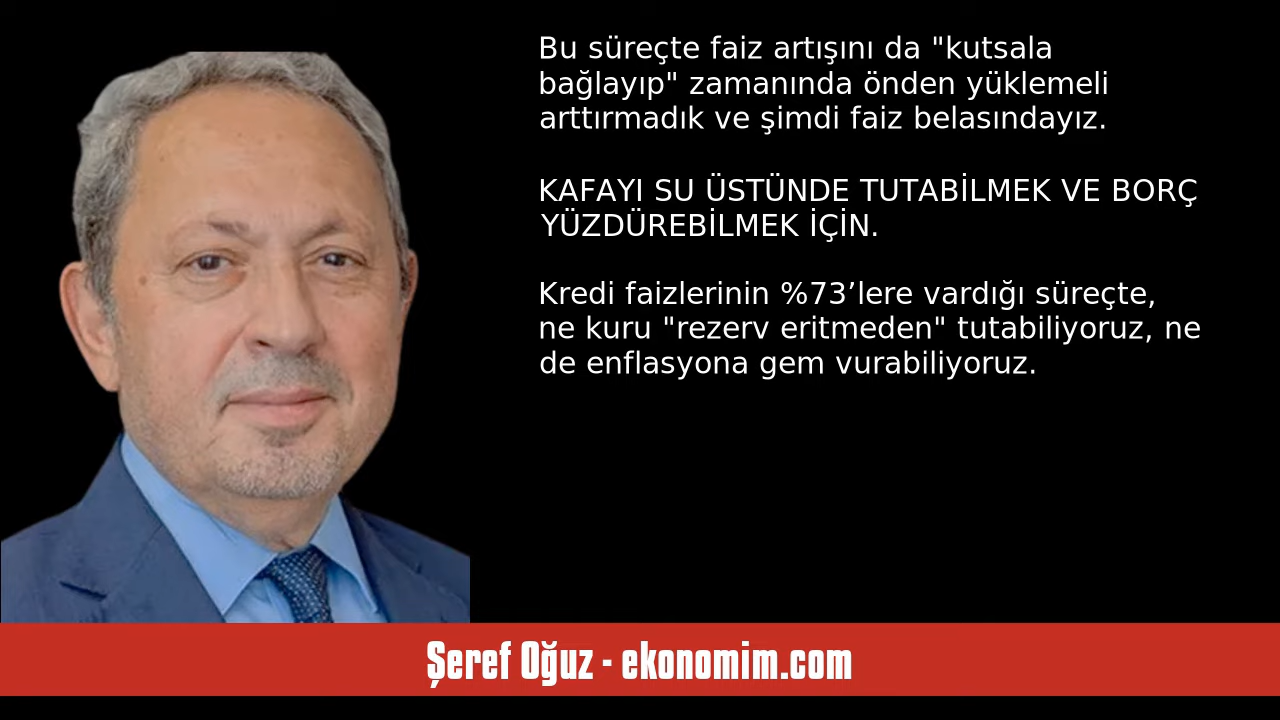 Bu süreçte faiz artışını da "kutsala
bağlayıp" zamanında önden yüklemeli
arttırmadık ve şimdi faiz belasındayız.
KAFAYI SU ÜSTÜNDE TUTABİLMEK VE BORÇ
YÜZDÜREBİLMEK İÇİN.
Kredi faizlerinin %73’lere vardığı süreçte,
ne kuru "rezerv eritmeden" tutabiliyoruz, ne
de enflasyona gem vurabiliyoruz.
Şeref Oğuz - ekonomim.com